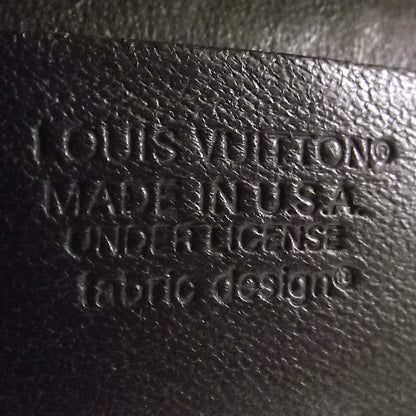 LOUIS VUITTON®
MADE IN U.S.A.
UNDER LICENSE
fabric design®